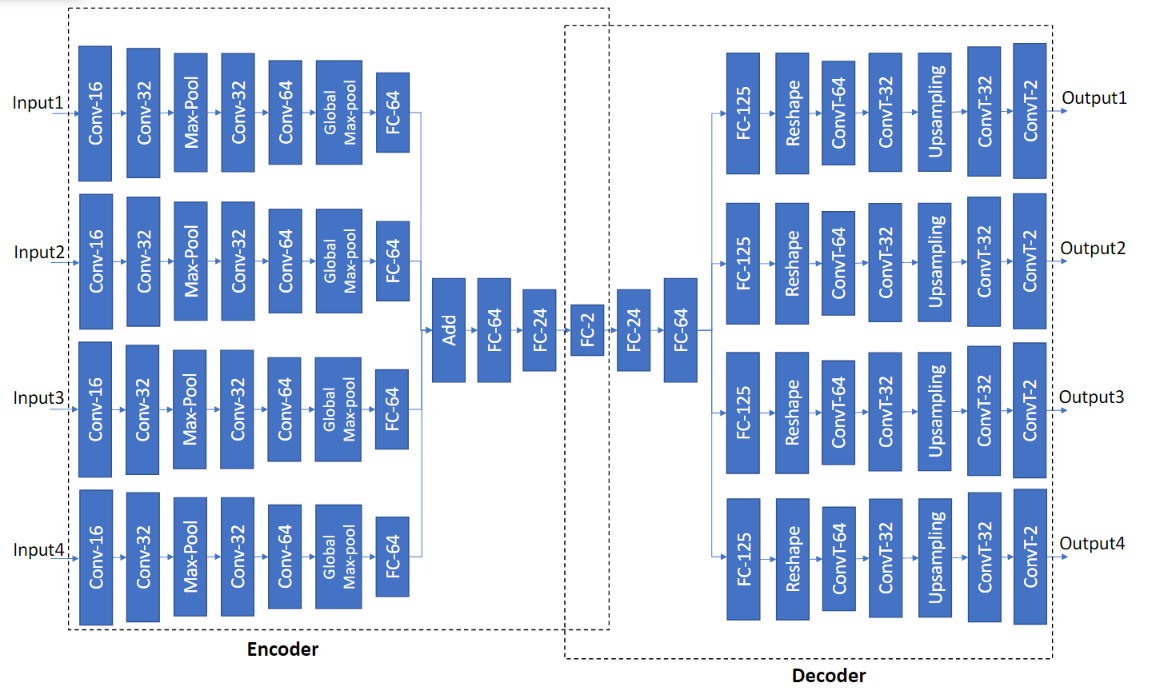 Input1
Conv-16
Conv-32
Max-Pool
Conv-32
Conv-64
Global
Max-pool
FC-64
Input2
Conv-16
Conv-32
Max-Pool
Conv-32
Conv-64
Global
Max-pool
FC-64
Input3
Conv-16
Conv-32
Max-Pool
Conv-32
Conv-64
Global
Max-pool
FC-64
Input4
Conv-16
Conv-32
Max-Pool
Conv-32
Conv-64
Global
Max-pool
FC-64
Add
FC-64
FC-24
FC-2
FC-24
FC-64
FC-125
Reshape
ConvT-64
ConvT-32
Upsampling
ConvT-32
ConvT-2
Output1
FC-125
Reshape
ConvT-64
ConvT-32
Upsampling
ConvT-32
ConvT-2
Output2
FC-125
Reshape
ConvT-64
ConvT-32
Upsampling
ConvT-32
ConvT-2
Output3
FC-125
Reshape
ConvT-64
ConvT-32
Upsampling
ConvT-32
ConvT-2
Output4
Encoder
Decoder